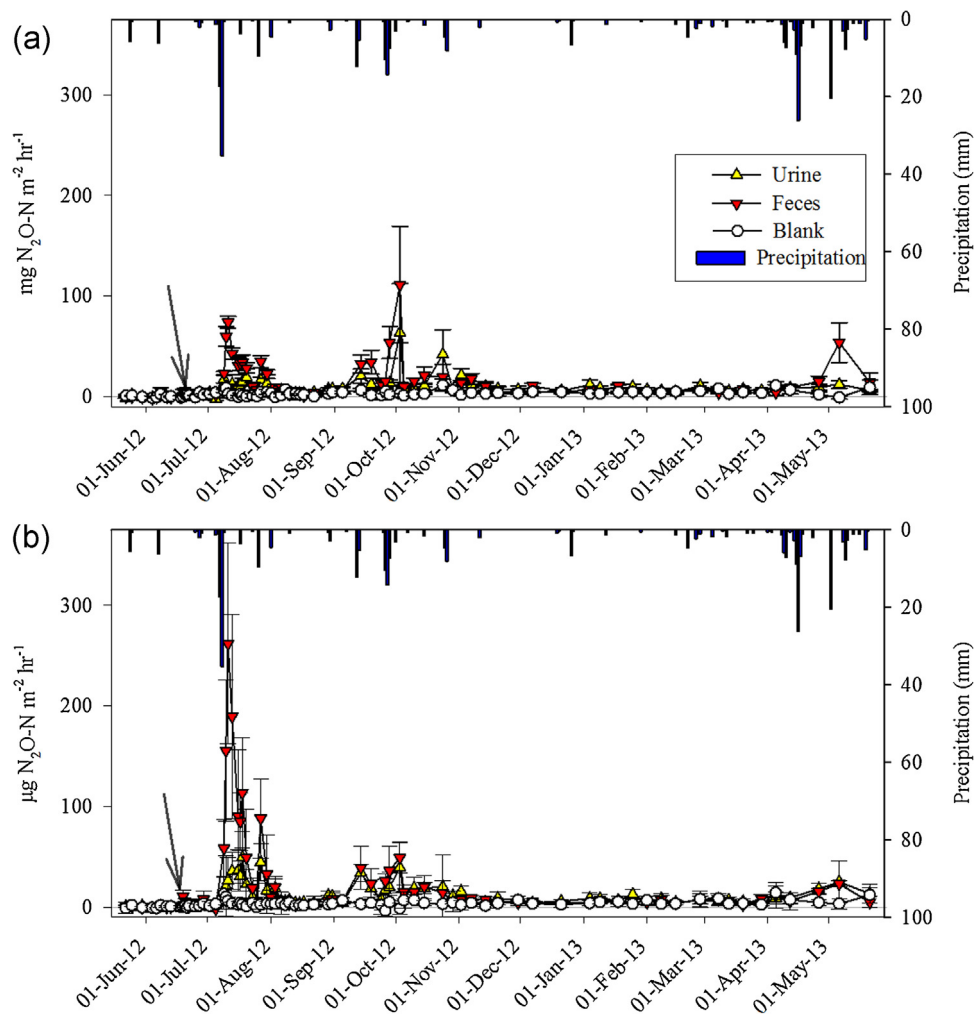 (a)
300
200
100
0
mg N₂O-N m⁻² hr⁻¹
0
20
40
60
80
100
Precipitation (mm)
Urine
Feces
Blank
Precipitation
01-Jun-12
01-Jul-12
01-Aug-12
01-Sep-12
01-Oct-12
01-Nov-12
01-Dec-12
01-Jan-13
01-Feb-13
01-Mar-13
01-Apr-13
01-May-13
(b)
300
200
100
0
µg N₂O-N m⁻² hr⁻¹
0
20
40
60
80
100
Precipitation (mm)
01-Jun-12
01-Jul-12
01-Aug-12
01-Sep-12
01-Oct-12
01-Nov-12
01-Dec-12
01-Jan-13
01-Feb-13
01-Mar-13
01-Apr-13
01-May-13